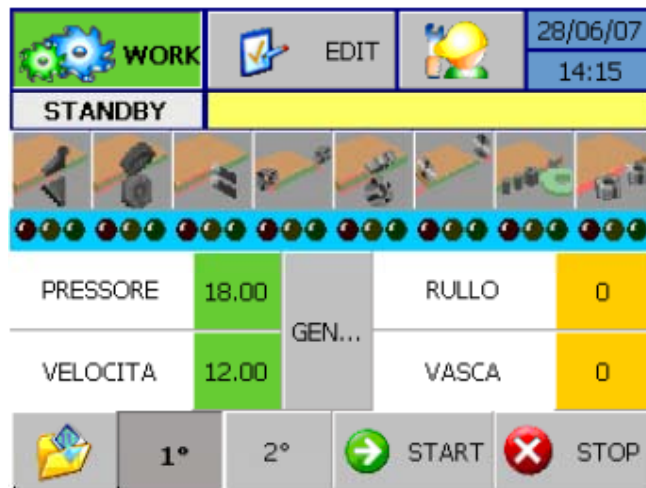 WORK
EDIT
28/06/07
14:15
STANDBY
PRESSORE 18.00
GEN...
RULLO 0
VELOCITA 12.00
VASCA 0
1°
2°
START
STOP